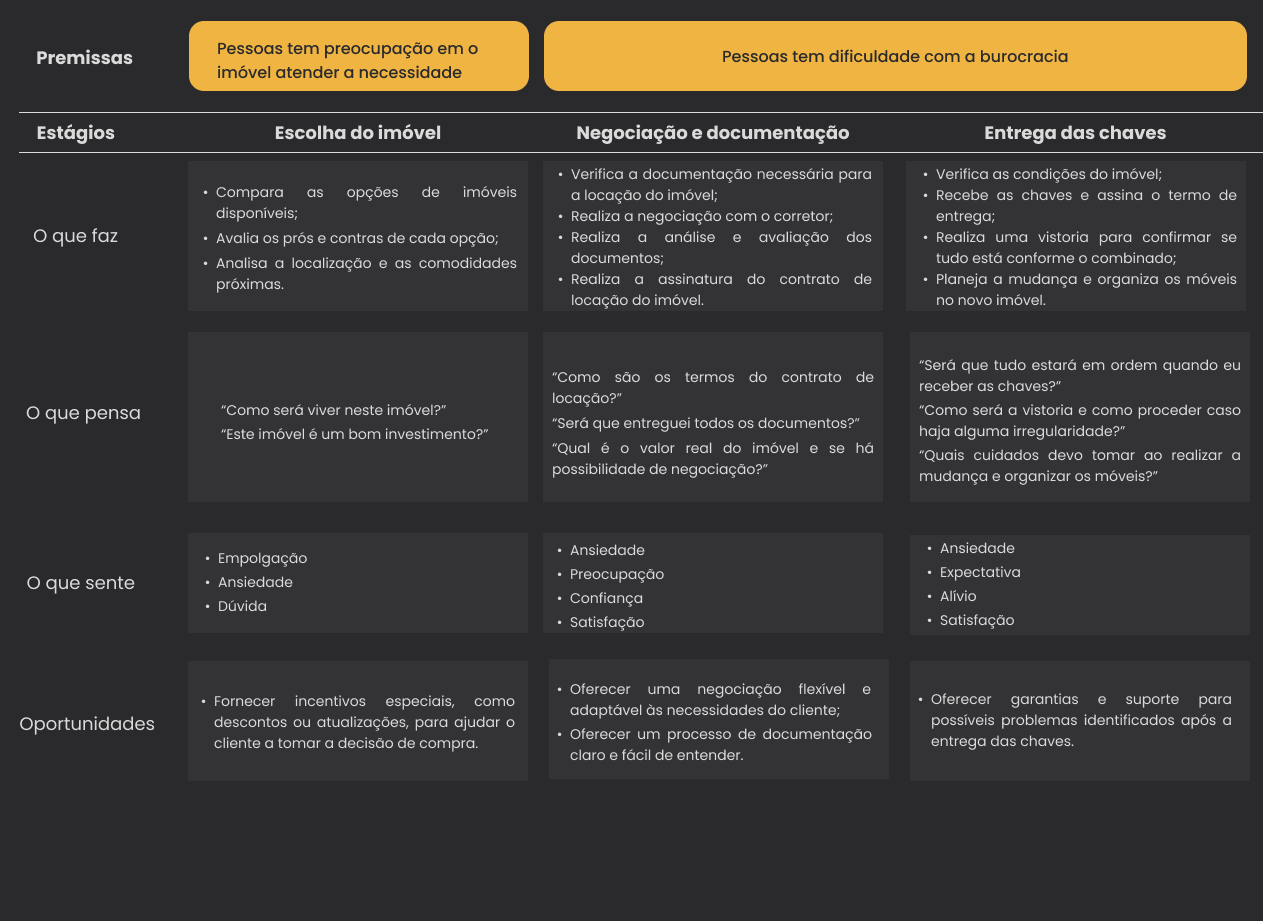 Premissas
Pessoas tem preocupação em o
imóvel atender a necessidade
Pessoas tem dificuldade com a burocracia
Estágios
Escolha do imóvel
Negociação e documentação
Entrega das chaves
O que faz
• Compara as opções de imóveis
disponíveis;
• Avalia os prós e contras de cada opção;
• Analisa a localização e as comodidades
próximas.
• Verifica a documentação necessária para
a locação do imóvel;
• Realiza a negociação com o corretor;
• Realiza a análise e avaliação dos
documentos;
• Realiza a assinatura do contrato de
locação do imóvel.
• Verifica as condições do imóvel;
• Recebe as chaves e assina o termo de
entrega;
• Realiza uma vistoria para confirmar se
tudo está conforme o combinado;
• Planeja a mudança e organiza os móveis
no novo imóvel.
O que pensa
“Como será viver neste imóvel?”
“Este imóvel é um bom investimento?”
“Como são os termos do contrato de
locação?”
“Será que entreguei todos os documentos?”
“Qual é o valor real do imóvel e se há
possibilidade de negociação?”
“Será que tudo estará em ordem quando eu
receber as chaves?”
“Como será a vistoria e como proceder caso
haja alguma irregularidade?”
“Quais cuidados devo tomar ao realizar a
mudança e organizar os móveis?”
O que sente
• Empolgação
• Ansiedade
• Dúvida
• Ansiedade
• Preocupação
• Confiança
• Satisfação
• Ansiedade
• Expectativa
• Alívio
• Satisfação
Oportunidades
• Fornecer incentivos especiais, como
descontos ou atualizações, para ajudar o
cliente a tomar a decisão de compra.
• Oferecer uma negociação flexível e
adaptável às necessidades do cliente;
• Oferecer um processo de documentação
claro e fácil de entender.
• Oferecer garantias e suporte para
possíveis problemas identificados após a
entrega das chaves.